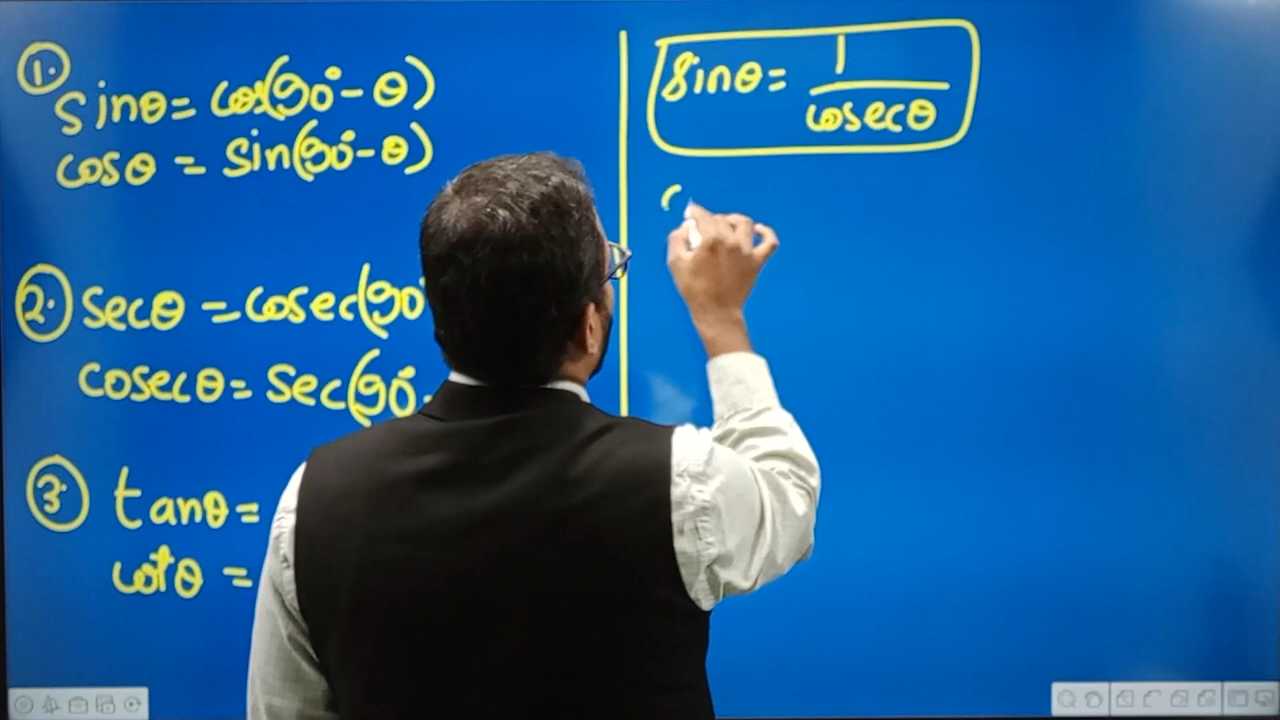 1.
sinθ = cos(90°- θ)
cosθ = sin(90°-θ)
2. secθ = cosec(90°
cosecθ = sec(90°-
3. tanθ =
cotθ =
sinθ = 1/cosecθ
c